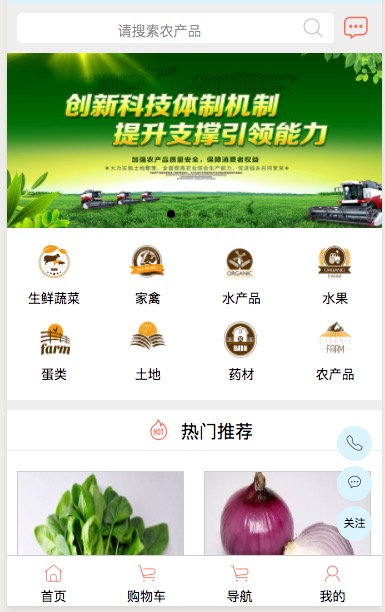 请搜索农产品
创新科技体制机制
提升支撑引领能力
加强农产品质量安全，保障消费者权益
生鲜蔬菜
家禽
ORGANIC
水产品
ORGANIC
FARM
水果
farm
蛋类
土地
BARN
药材
FARM
农产品
HOT
热门推荐
关注
首页
购物车
导航
我的